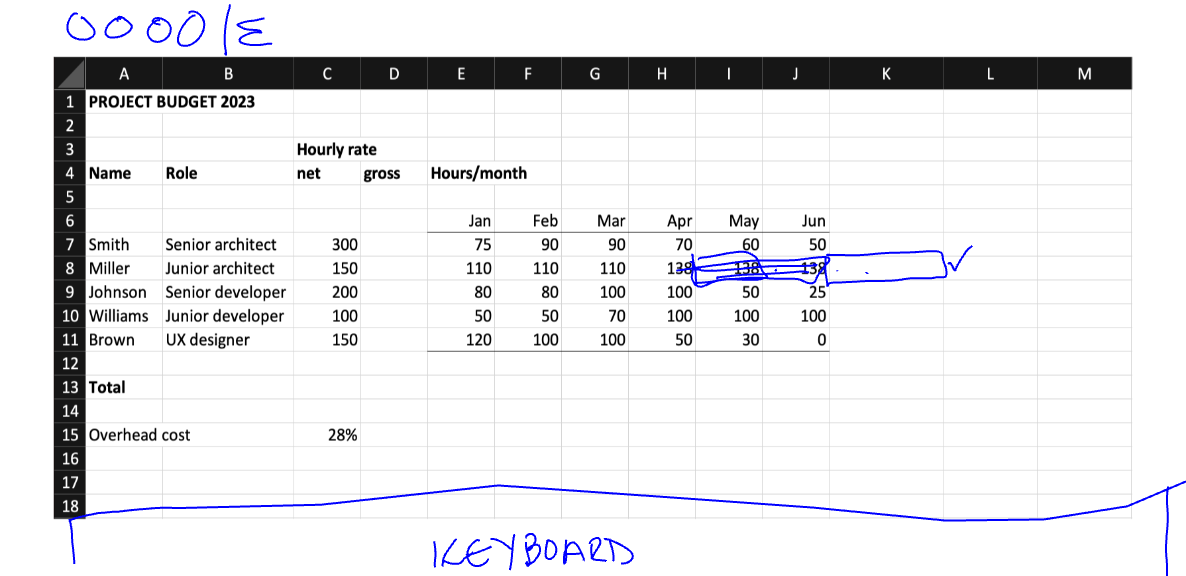 0000|Σ
A B C D E F G H I J K L M
1 PROJECT BUDGET 2023
2
3 Hourly rate
4 Name Role net gross Hours/month
5
6 Jan Feb Mar Apr May Jun
7 Smith Senior architect 300 75 90 90 70 60 50
8 Miller Junior architect 150 110 110 110 138 138 138
9 Johnson Senior developer 200 80 80 100 100 50 25
10 Williams Junior developer 100 50 50 70 100 100 100
11 Brown UX designer 150 120 100 100 50 30 0
12
13 Total
14
15 Overhead cost 28%
16
17
18
KEYBOARD